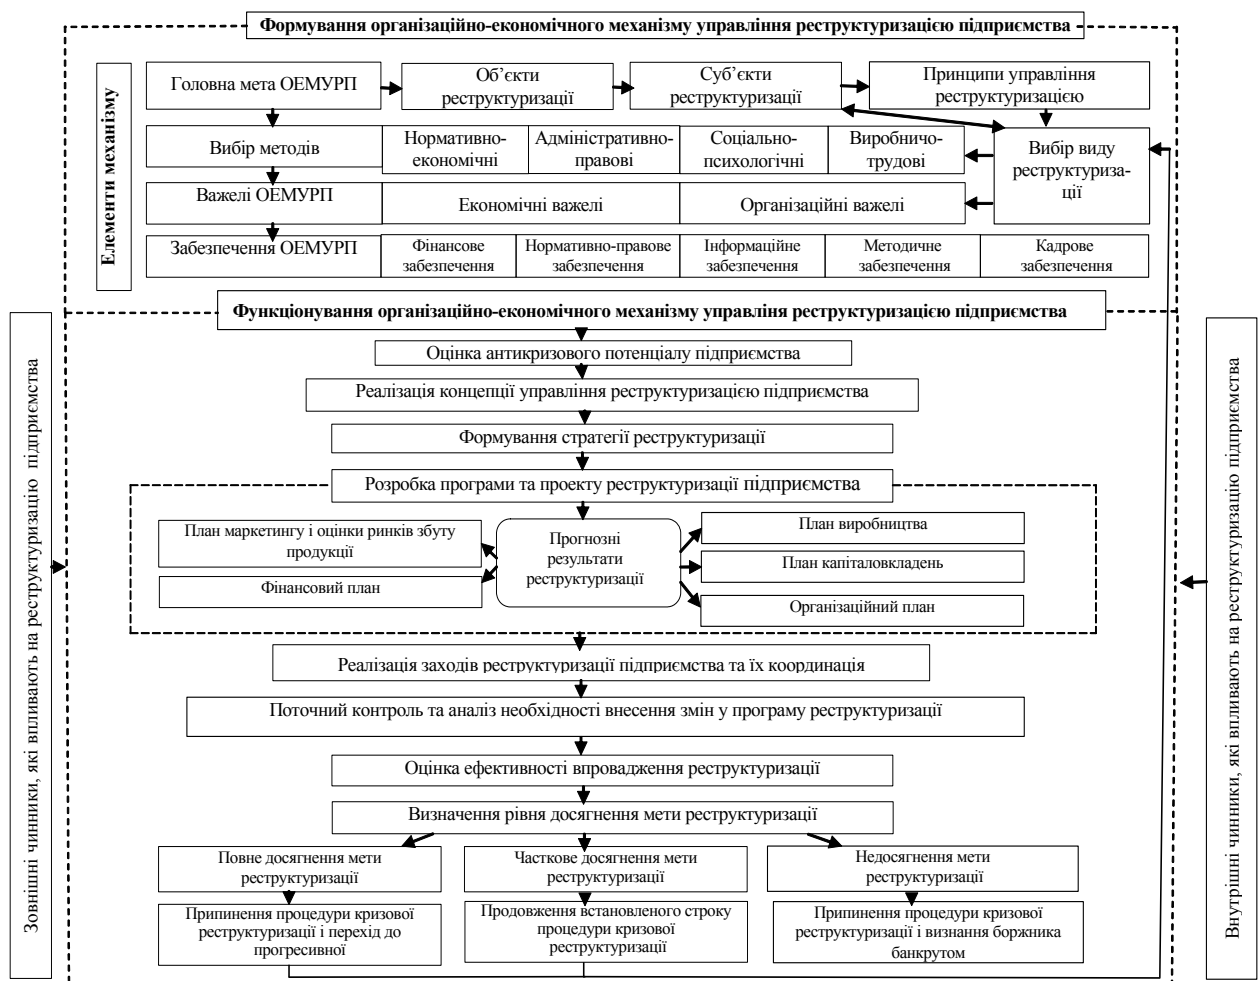 Формування організаційно-економічного механізму управління реструктуризацією підприємства
Елементи механізму
Головна мета ОЕМУРП
Об’єкти
реструктуризації
Суб’єкти
реструктуризації
Принципи управління
реструктуризацією
Вибір методів
Нормативно-
економічні
Адміністративно-
правові
Соціально-
психологічні
Виробничо-
трудові
Вибір виду
реструктуриза-
ції
Важелі ОЕМУРП
Економічні важелі
Організаційні важелі
Забезпечення ОЕМУРП
Фінансове
забезпечення
Нормативно-правове
забезпечення
Інформаційне
забезпечення
Методичне
забезпечення
Кадрове
забезпечення
Функціонування організаційно-економічного механізму управліня реструктуризацією підприємства
Зовнішні чинники, які впливають на реструктуризацію підприємства
Внутрішні чинники, які впливають на реструктуризацію підприємства
Оцінка антикризового потенціалу підприємства
Реалізація концепції управління реструктуризацією підприємства
Формування стратегії реструктуризації
Розробка програми та проекту реструктуризації підприємства
План маркетингу і оцінки ринків збуту
продукції
Фінансовий план
Прогнозні
результати
реструктуризації
План виробництва
План капіталовкладень
Організаційний план
Реалізація заходів реструктуризації підприємства та їх координація
Поточний контроль та аналіз необхідності внесення змін у програму реструктуризації
Оцінка ефективності впровадження реструктуризації
Визначення рівня досягнення мети реструктуризації
Повне досягнення мети
реструктуризації
Часткове досягнення мети
реструктуризації
Недосягнення мети
реструктуризації
Припинення процедури кризової
реструктуризації і перехід до
прогресивної
Продовження встановленого строку
процедури кризової
реструктуризації
Припинення процедури кризової
реструктуризації і визнання боржника
банкрутом